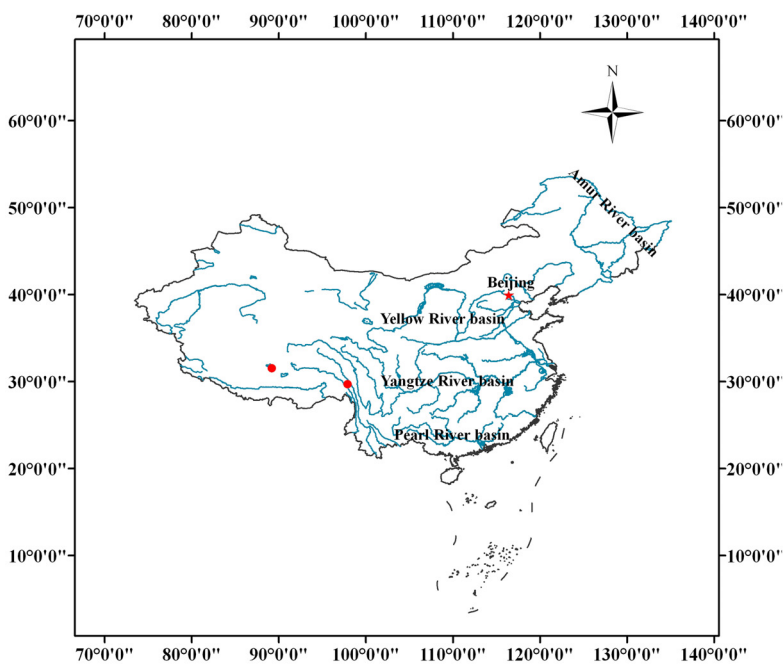 70°0'0" 80°0'0" 90°0'0" 100°0'0" 110°0'0" 120°0'0" 130°0'0" 140°0'0"
N
60°0'0" 60°0'0"
50°0'0" 50°0'0"
Amur River basin
Beijing
40°0'0" 40°0'0"
Yellow River basin
30°0'0" 30°0'0"
Yangtze River basin
Pearl River basin
20°0'0" 20°0'0"
10°0'0" 10°0'0"
70°0'0" 80°0'0" 90°0'0" 100°0'0" 110°0'0" 120°0'0" 130°0'0" 140°0'0"